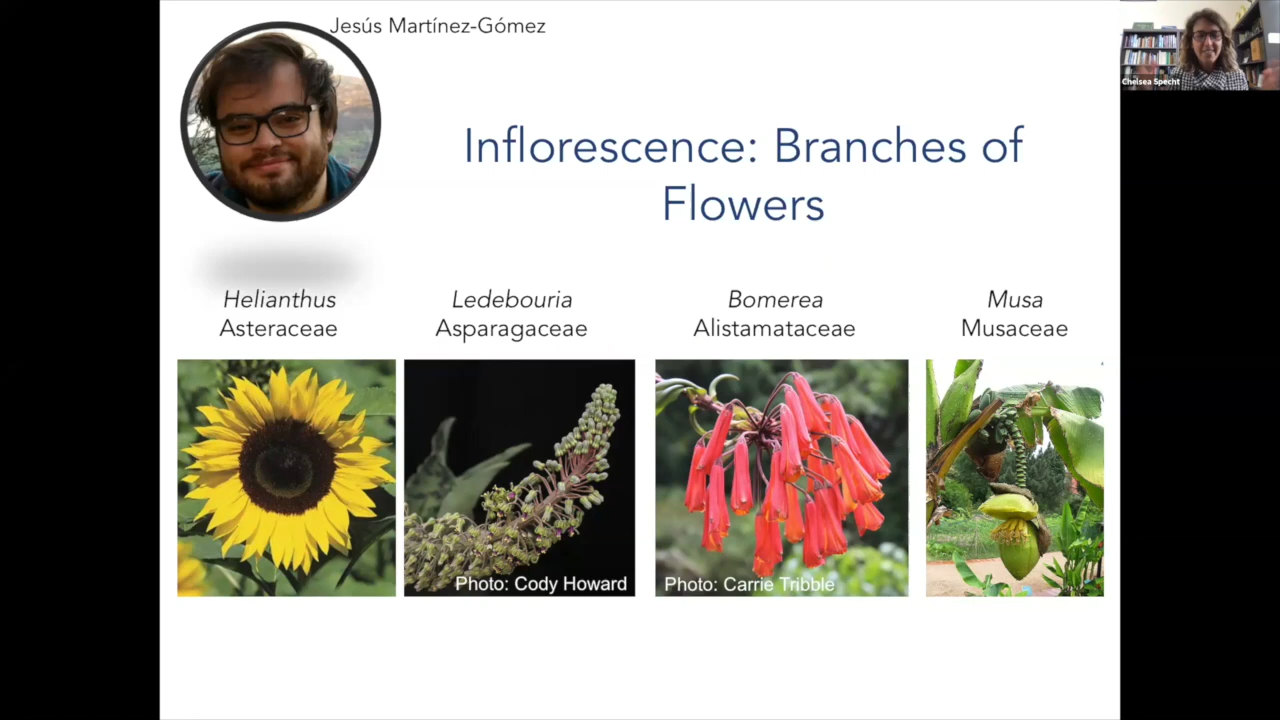 Jesús Martínez-Gómez
Chelsea Specht
Inflorescence: Branches of
Flowers
Helianthus
Asteraceae
Ledebouria
Asparagaceae
Bomerea
Alistamataceae
Musa
Musaceae
Photo: Cody Howard
Photo: Carrie Tribble